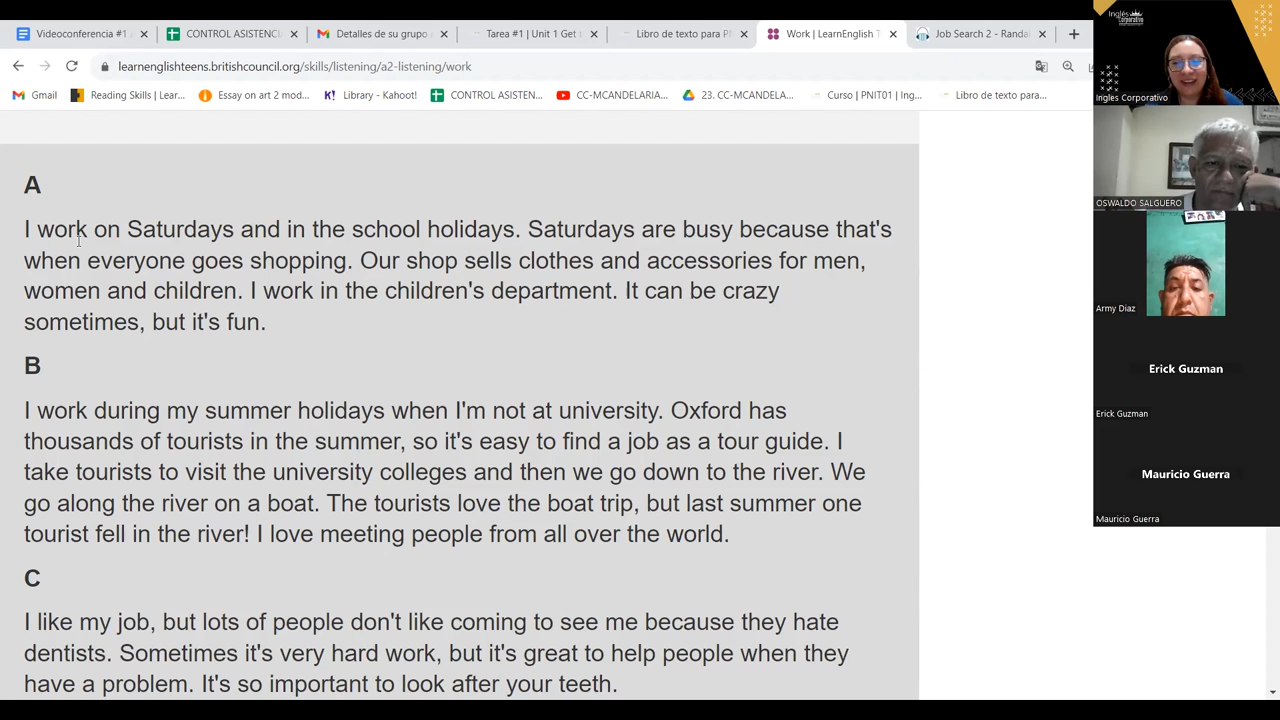 Videoconferencia #1
CONTROL ASISTENCI
Detalles de su grupo
Tarea #1 | Unit 1 Get
Libro de texto para P
Work | LearnEnglish T
Job Search 2 - Randal
learnenglishteens.britishcouncil.org/skills/listening/a2-listening/work
Gmail
Reading Skills | Lear...
Essay on art 2 mod...
Library - Kahoot!
CONTROL ASISTEN...
CC-MCANDELARIA...
23. CC-MCANDELA...
Curso | PNIT01 | Ing...
Libro de texto para...
A
I work on Saturdays and in the school holidays. Saturdays are busy because that's
when everyone goes shopping. Our shop sells clothes and accessories for men,
women and children. I work in the children's department. It can be crazy
sometimes, but it's fun.
B
I work during my summer holidays when I'm not at university. Oxford has
thousands of tourists in the summer, so it's easy to find a job as a tour guide. I
take tourists to visit the university colleges and then we go down to the river. We
go along the river on a boat. The tourists love the boat trip, but last summer one
tourist fell in the river! I love meeting people from all over the world.
C
I like my job, but lots of people don't like coming to see me because they hate
dentists. Sometimes it's very hard work, but it's great to help people when they
have a problem. It's so important to look after your teeth.
Inglés
Corporativo
Ingles Corporativo
OSWALDO SALGUERO
Army Diaz
Erick Guzman
Erick Guzman
Mauricio Guerra
Mauricio Guerra